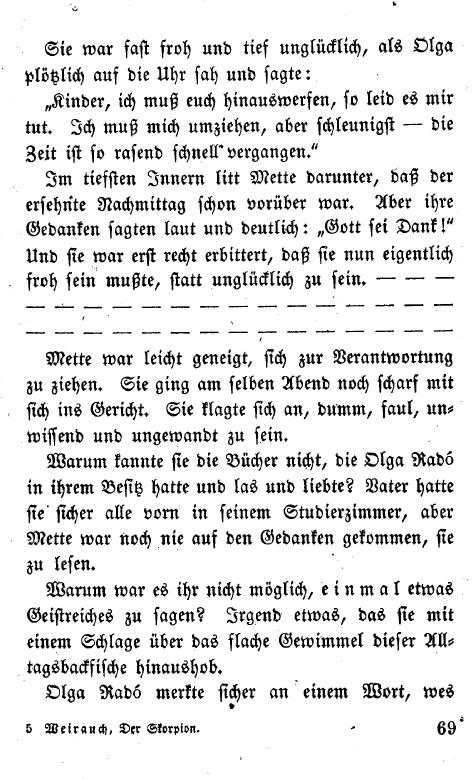 Sie war fast froh und tief unglücklich, als Olga
plötzlich auf die Uhr sah und sagte:
„Kinder, ich muß euch hinauswerfen, so leid es mir
tut. Ich muß mich umziehen, aber schleunigst — die
Zeit ist so rasend schnell vergangen.“
Im tiefsten Innern litt Mette darunter, daß der
ersehnte Nachmittag schon vorüber war. Aber ihre
Gedanken sagten laut und deutlich: „Gott sei Dank!“
Und sie war erst recht erbittert, daß sie nun eigentlich
froh sein mußte, statt unglücklich zu sein. — — —
— — — — — — — — — — — — — — — —
— — — — — — — — — — — — — — — —
Mette war leicht geneigt, sich zur Verantwortung
zu ziehen. Sie ging am selben Abend noch scharf mit
sich ins Gericht. Sie klagte sich an, dumm, faul, un-
wissend und ungewandt zu sein.
Warum kannte sie die Bücher nicht, die Olga Radó
in ihrem Besitz hatte und las und liebte? Vater hatte
sie sicher alle vorn in seinem Studierzimmer, aber
Mette war noch nie auf den Gedanken gekommen, sie
zu lesen.
Warum war es ihr nicht möglich, einmal etwas
Geistreiches zu sagen? Irgend etwas, das sie mit
einem Schlage über das flache Gewimmel dieser All-
tagsbackfische hinaushob.
Olga Radó merkte sicher an einem Wort, wes
5 Weirauch, Der Skorpion. 69